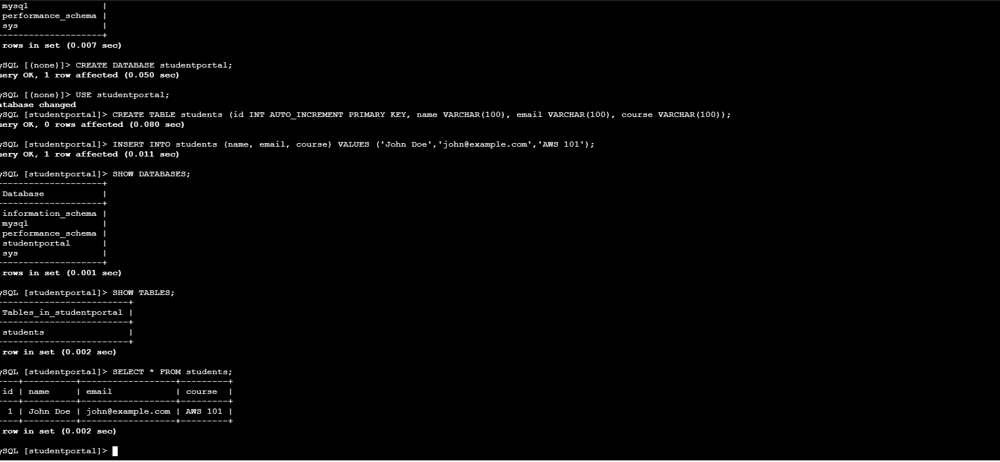 mysql |
performance_schema |
sys |
--------------------+
rows in set (0.007 sec)
ySQL [(none)]> CREATE DATABASE studentportal;
uery OK, 1 row affected (0.050 sec)
ySQL [(none)]> USE studentportal;
atabase changed
ySQL [studentportal]> CREATE TABLE students (id INT AUTO_INCREMENT PRIMARY KEY, name VARCHAR(100), email VARCHAR(100), course VARCHAR(100));
uery OK, 0 rows affected (0.080 sec)
ySQL [studentportal]> INSERT INTO students (name, email, course) VALUES ('John Doe','john@example.com','AWS 101');
uery OK, 1 row affected (0.011 sec)
ySQL [studentportal]> SHOW DATABASES;
--------------------+
Database |
--------------------+
information_schema |
mysql |
performance_schema |
studentportal |
sys |
--------------------+
rows in set (0.001 sec)
ySQL [studentportal]> SHOW TABLES;
-------------------------+
Tables_in_studentportal |
-------------------------+
students |
-------------------------+
row in set (0.002 sec)
ySQL [studentportal]> SELECT * FROM students;
----+----------+------------------+---------+
id | name | email | course |
----+----------+------------------+---------+
1 | John Doe | john@example.com | AWS 101 |
----+----------+------------------+---------+
row in set (0.002 sec)
ySQL [studentportal]>